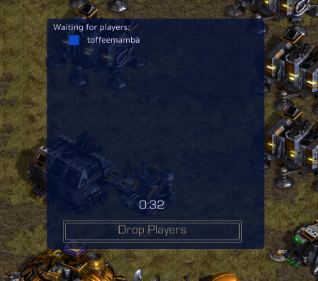 Waiting for players:
toffeemamba
0:32
Drop Players